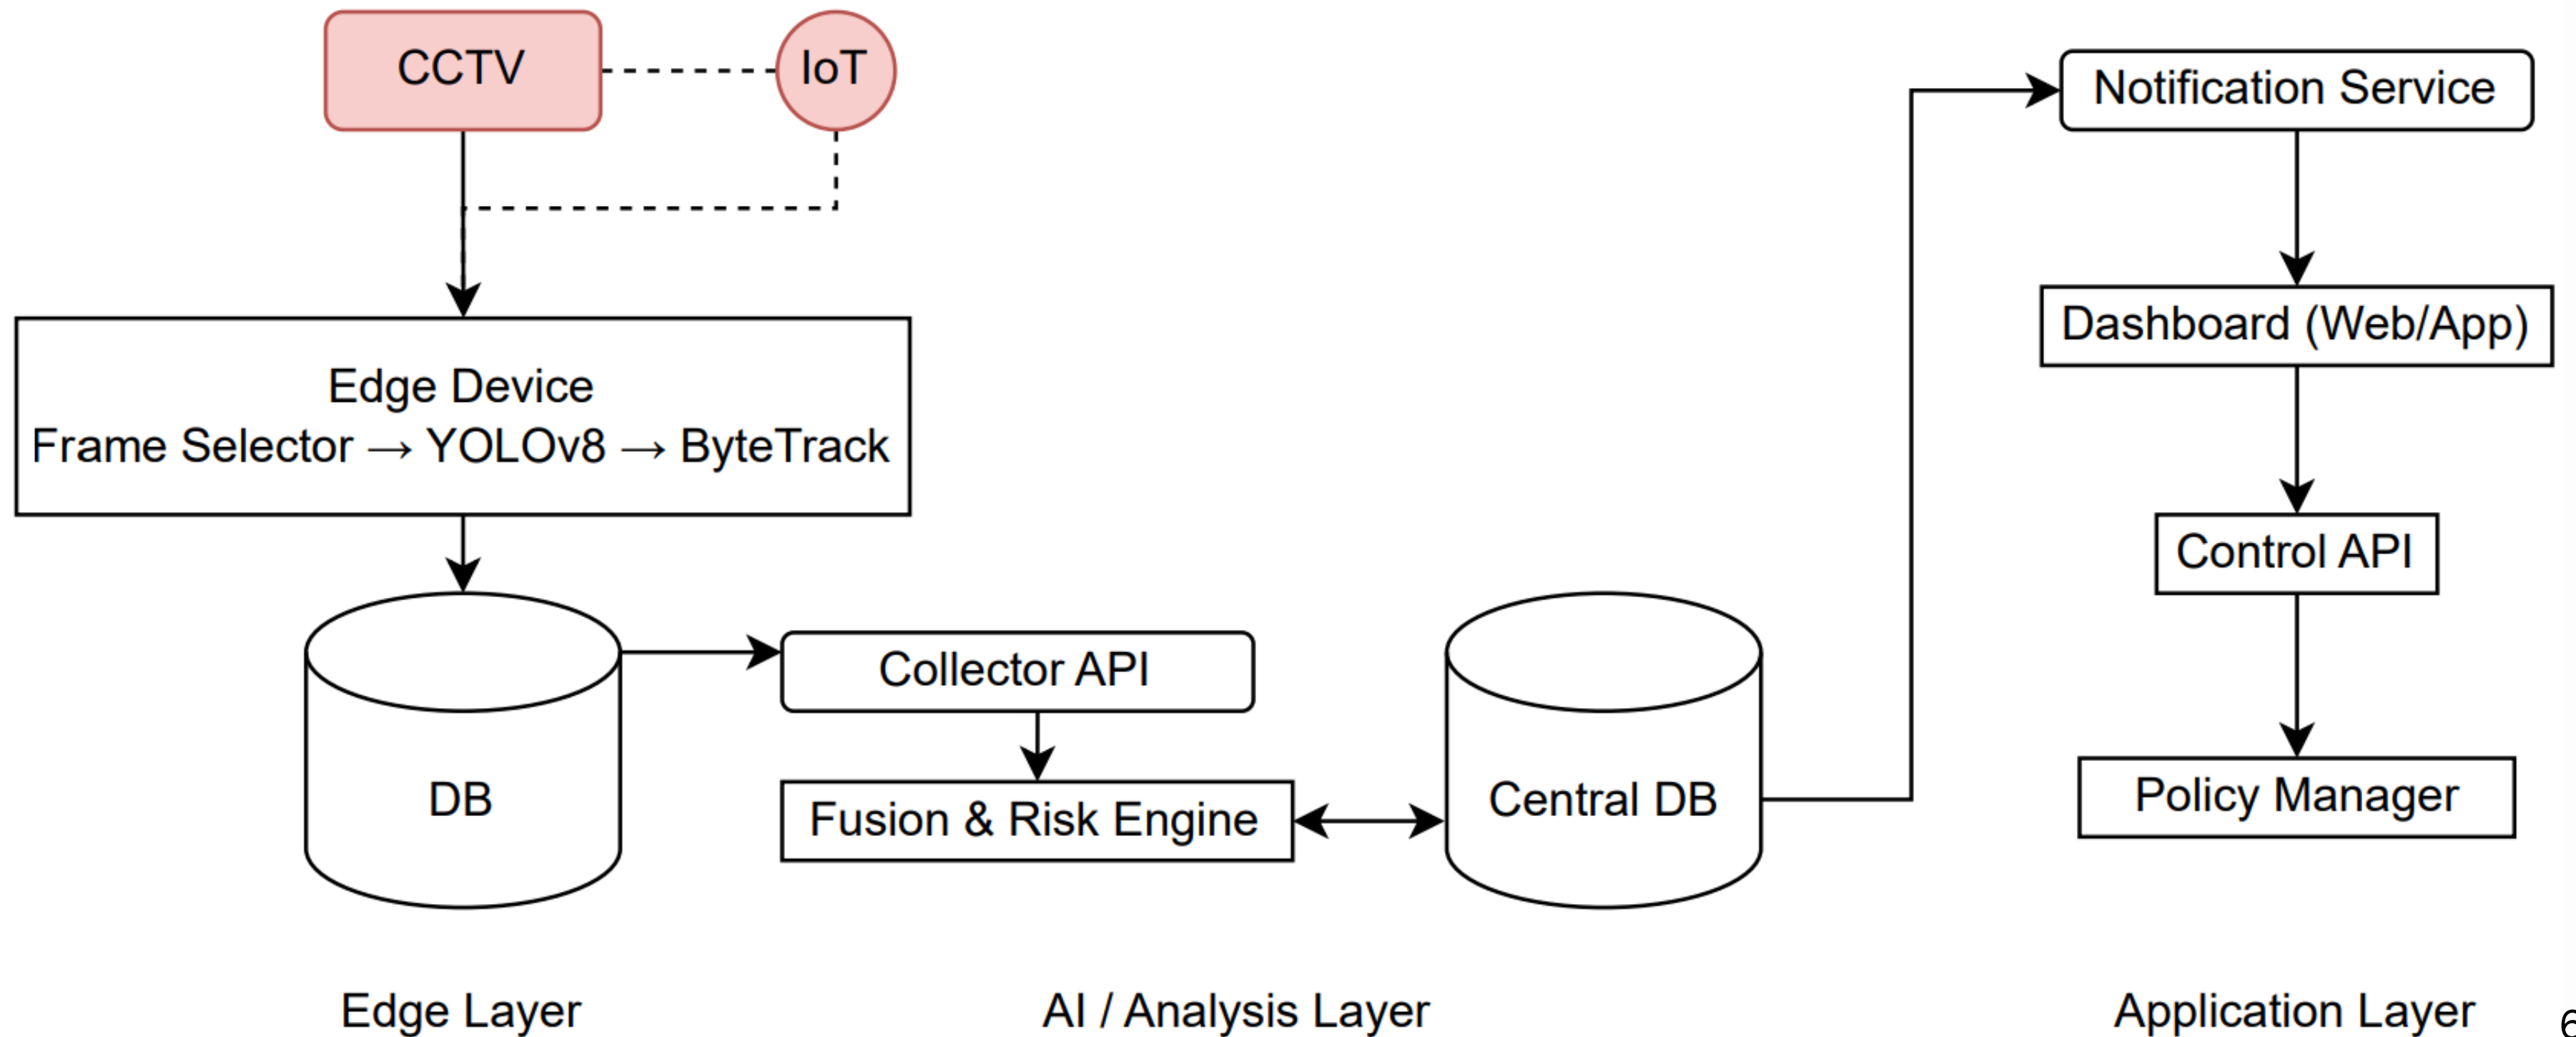 CCTV
IoT
Notification Service
Dashboard (Web/App)
Edge Device
Frame Selector → YOLOv8 → ByteTrack
Control API
Collector API
DB
Fusion & Risk Engine
Central DB
Policy Manager
Edge Layer
AI / Analysis Layer
Application Layer
6